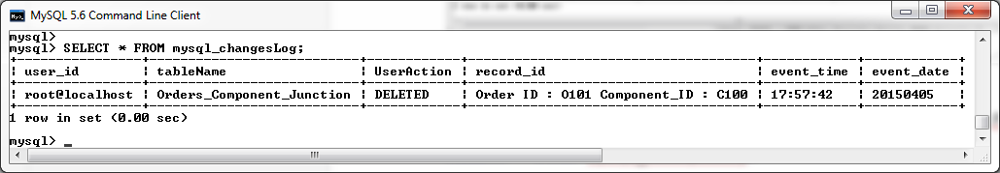 MySQL 5.6 Command Line Client
mysql>
mysql> SELECT * FROM mysql_changesLog;
| user_id | tableName | UserAction | record_id | event_time | event_date |
| root@localhost | Orders_Component_Junction | DELETED | Order ID : O101 Component_ID : C100 | 17:57:42 | 20150405 |
1 row in set (0.00 sec)
mysql> _